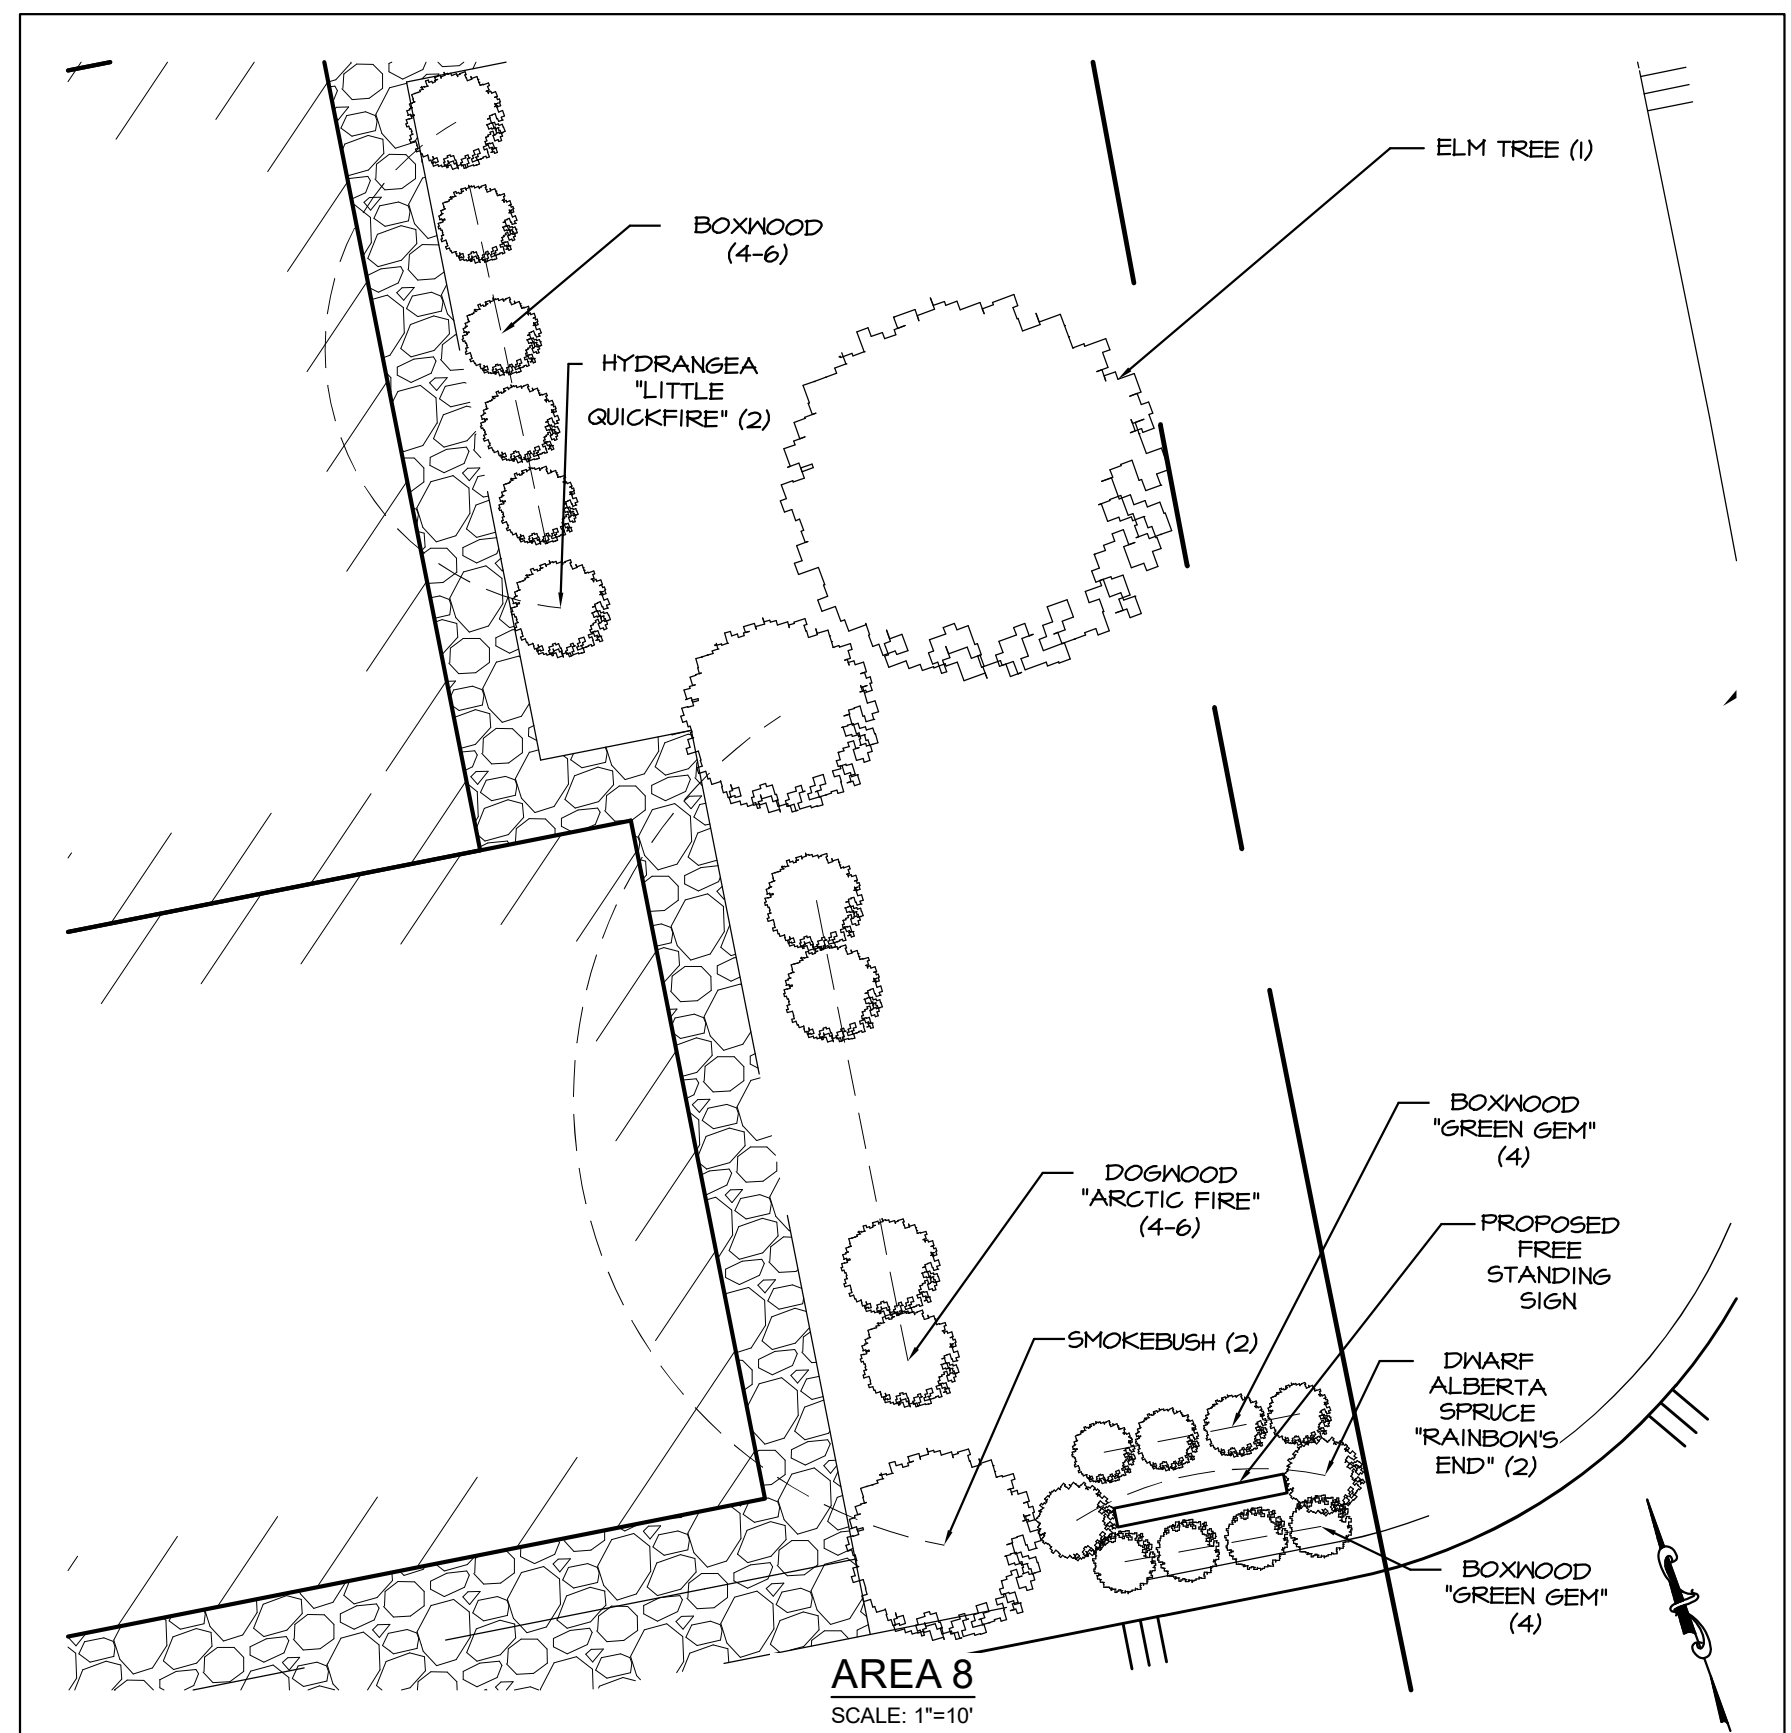 ELM TREE (1)
BOXWOOD
(4-6)
HYDRANGEA
"LITTLE
QUICKFIRE" (2)
BOXWOOD
"GREEN GEM"
(4)
DOGWOOD
"ARCTIC FIRE"
(4-6)
PROPOSED
FREE
STANDING
SIGN
SMOKEBUSH (2)
DWARF
ALBERTA
SPRUCE
"RAINBOW'S
END" (2)
BOXWOOD
"GREEN GEM"
(4)
AREA 8
SCALE: 1"=10'